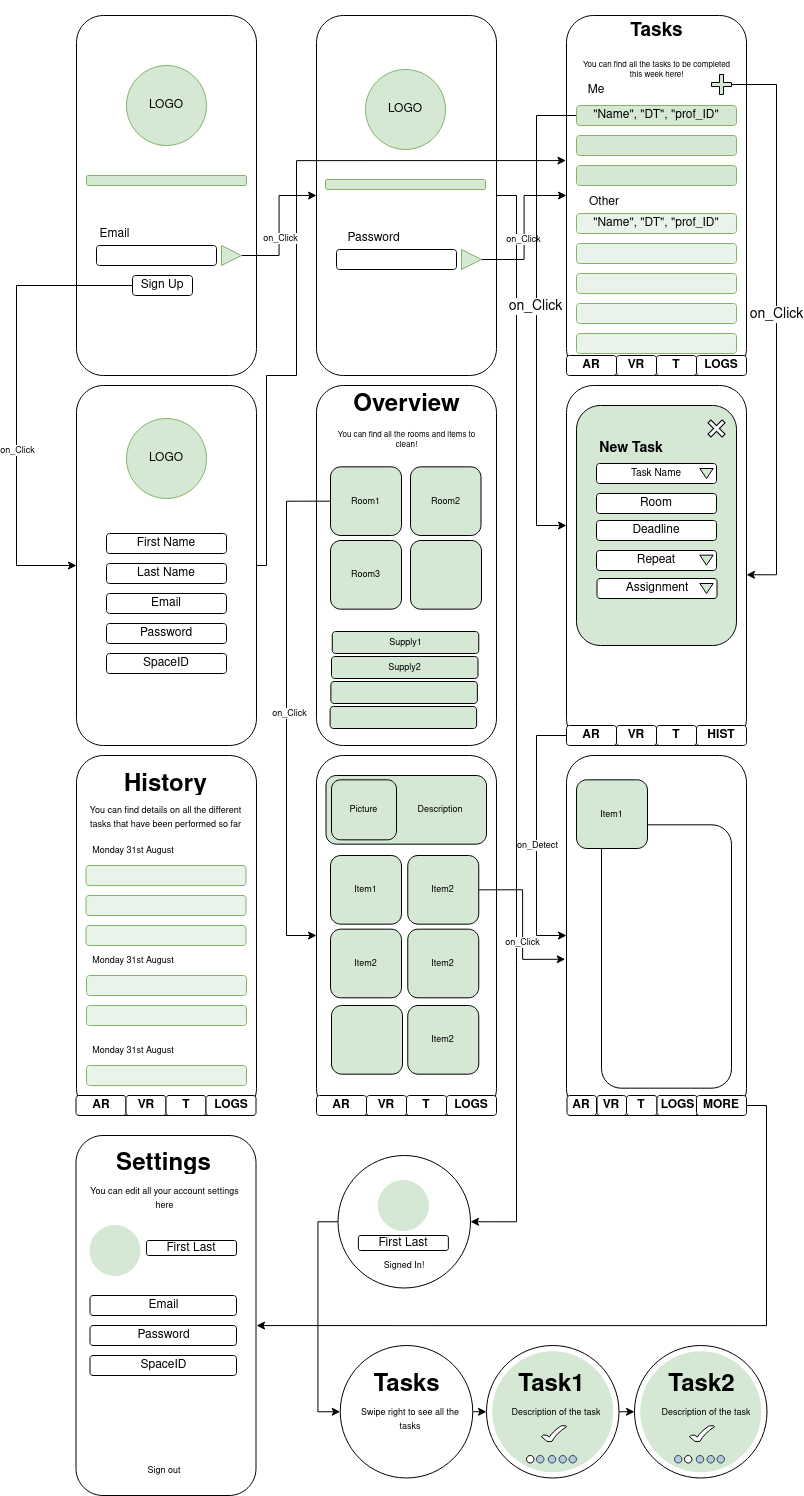 LOGO
Email
Sign Up
on_Click
LOGO
Password
on_Click
Tasks
You can find all the tasks to be completed
this week here!
Me
"Name", "DT", "prof_ID"
Other
"Name", "DT", "prof_ID"
AR VR T LOGS
on_Click
on_Click
on_Click
LOGO
First Name
Last Name
Email
Password
SpaceID
Overview
You can find all the rooms and items to
clean!
Room1
Room2
Room3
Supply1
Supply2
on_Click
New Task
Task Name
Room
Deadline
Repeat
Assignment
AR VR T HIST
History
You can find details on all the different
tasks that have been performed so far
Monday 31st August
Monday 31st August
Monday 31st August
AR VR T LOGS
Picture
Description
Item1
Item2
Item2
Item2
Item2
AR VR T LOGS
on_Detect
on_Click
Item1
AR VR T LOGS MORE
Settings
You can edit all your account settings
here
First Last
Email
Password
SpaceID
Sign out
First Last
Signed In!
Tasks
Swipe right to see all the
tasks
Task1
Description of the task
Task2
Description of the task